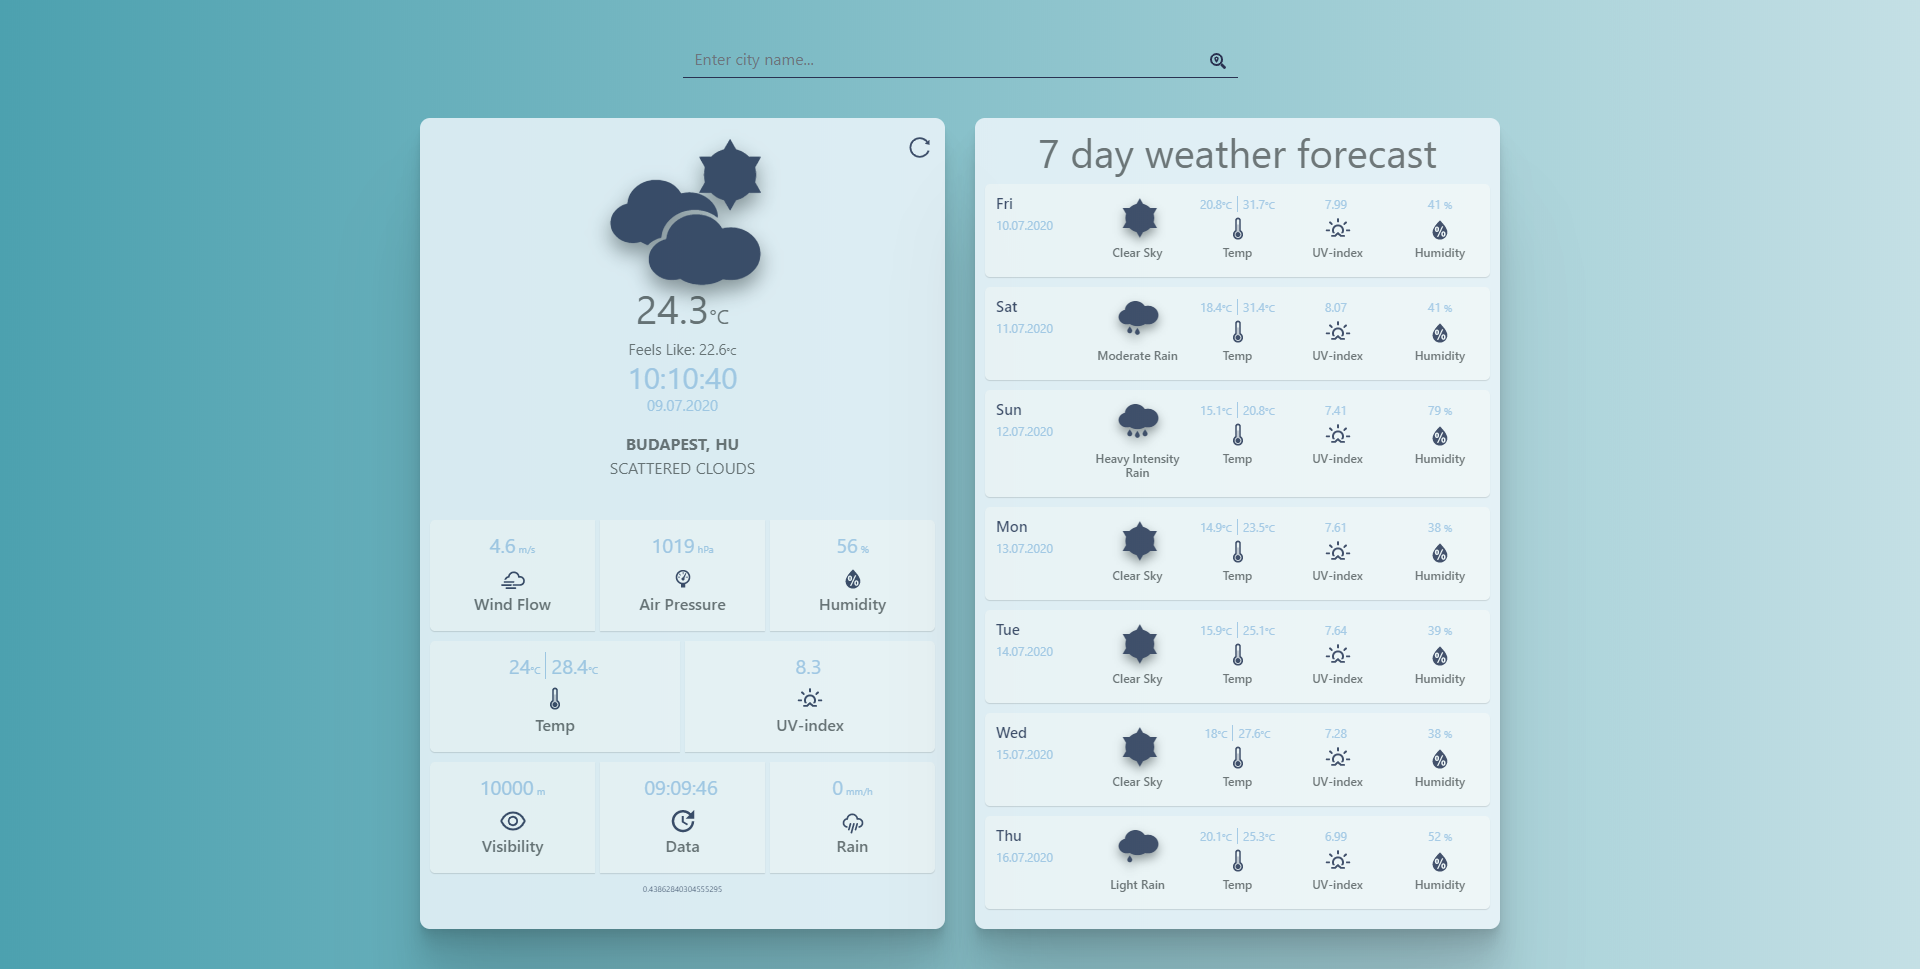 Enter city name...
24.3°C
Feels Like: 22.6°C
10:10:40
09.07.2020
BUDAPEST, HU
SCATTERED CLOUDS
4.6 m/s
Wind Flow
1019 hPa
Air Pressure
56 %
Humidity
24°C 28.4°C
Temp
8.3
UV-index
10000 m
Visibility
09:09:46
Data
0 mm/h
Rain
0.43862840304555295
7 day weather forecast
Fri
10.07.2020
Clear Sky
20.8°C 31.7°C
Temp
7.99
UV-index
41 %
Humidity
Sat
11.07.2020
Moderate Rain
18.4°C 31.4°C
Temp
8.07
UV-index
41 %
Humidity
Sun
12.07.2020
Heavy Intensity
Rain
15.1°C 20.8°C
Temp
7.41
UV-index
79 %
Humidity
Mon
13.07.2020
Clear Sky
14.9°C 23.5°C
Temp
7.61
UV-index
38 %
Humidity
Tue
14.07.2020
Clear Sky
15.9°C 25.1°C
Temp
7.64
UV-index
39 %
Humidity
Wed
15.07.2020
Clear Sky
18°C 27.6°C
Temp
7.28
UV-index
38 %
Humidity
Thu
16.07.2020
Light Rain
20.1°C 25.3°C
Temp
6.99
UV-index
52 %
Humidity